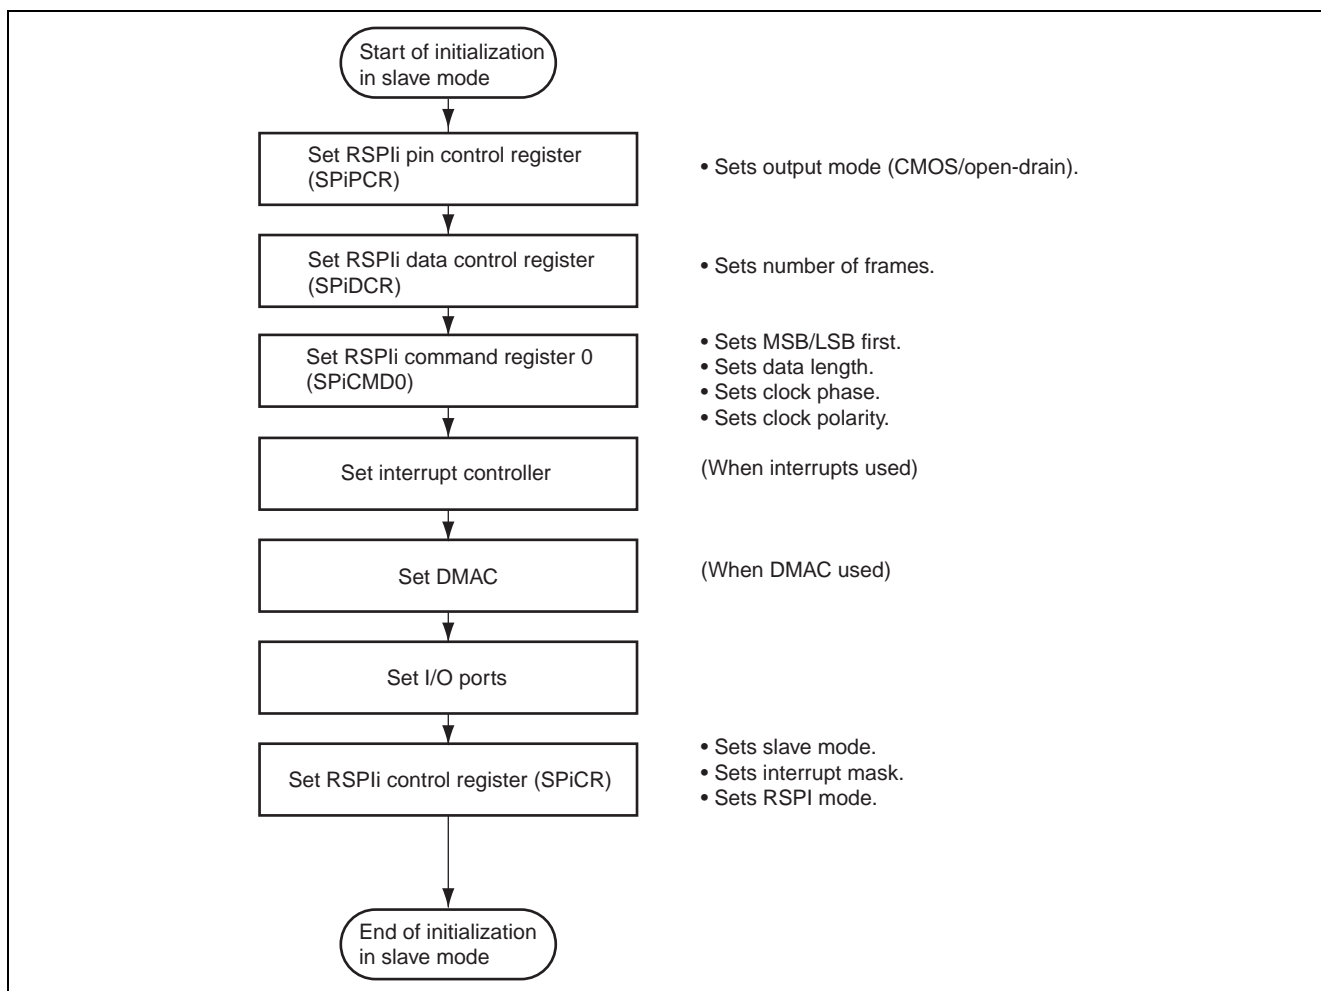 Start of initialization
in slave mode
Set RSPIi pin control register
(SPiPCR)
• Sets output mode (CMOS/open-drain).
Set RSPIi data control register
(SPiDCR)
• Sets number of frames.
Set RSPIi command register 0
(SPiCMD0)
• Sets MSB/LSB first.
• Sets data length.
• Sets clock phase.
• Sets clock polarity.
Set interrupt controller
(When interrupts used)
Set DMAC
(When DMAC used)
Set I/O ports
Set RSPIi control register (SPiCR)
• Sets slave mode.
• Sets interrupt mask.
• Sets RSPI mode.
End of initialization
in slave mode